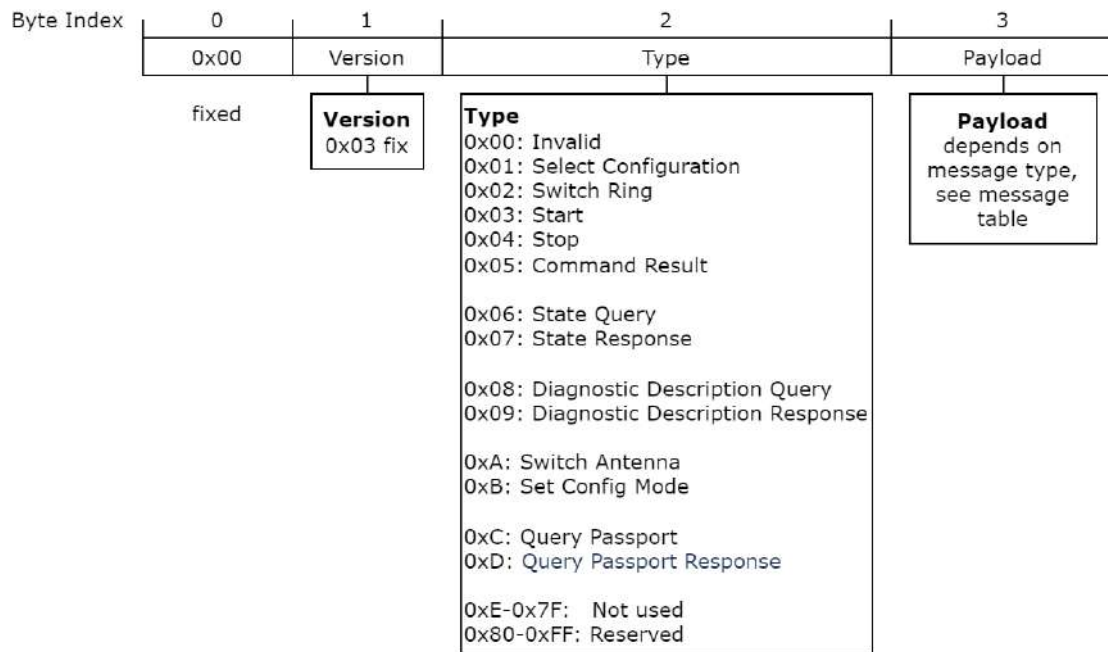 Byte Index 0 1 2 3
0x00 Version Type Payload
fixed
Version
0x03 fix
Type
0x00: Invalid
0x01: Select Configuration
0x02: Switch Ring
0x03: Start
0x04: Stop
0x05: Command Result
0x06: State Query
0x07: State Response
0x08: Diagnostic Description Query
0x09: Diagnostic Description Response
0xA: Switch Antenna
0xB: Set Config Mode
0xC: Query Passport
0xD: Query Passport Response
0xE-0x7F: Not used
0x80-0xFF: Reserved
Payload
depends on
message type,
see message
table